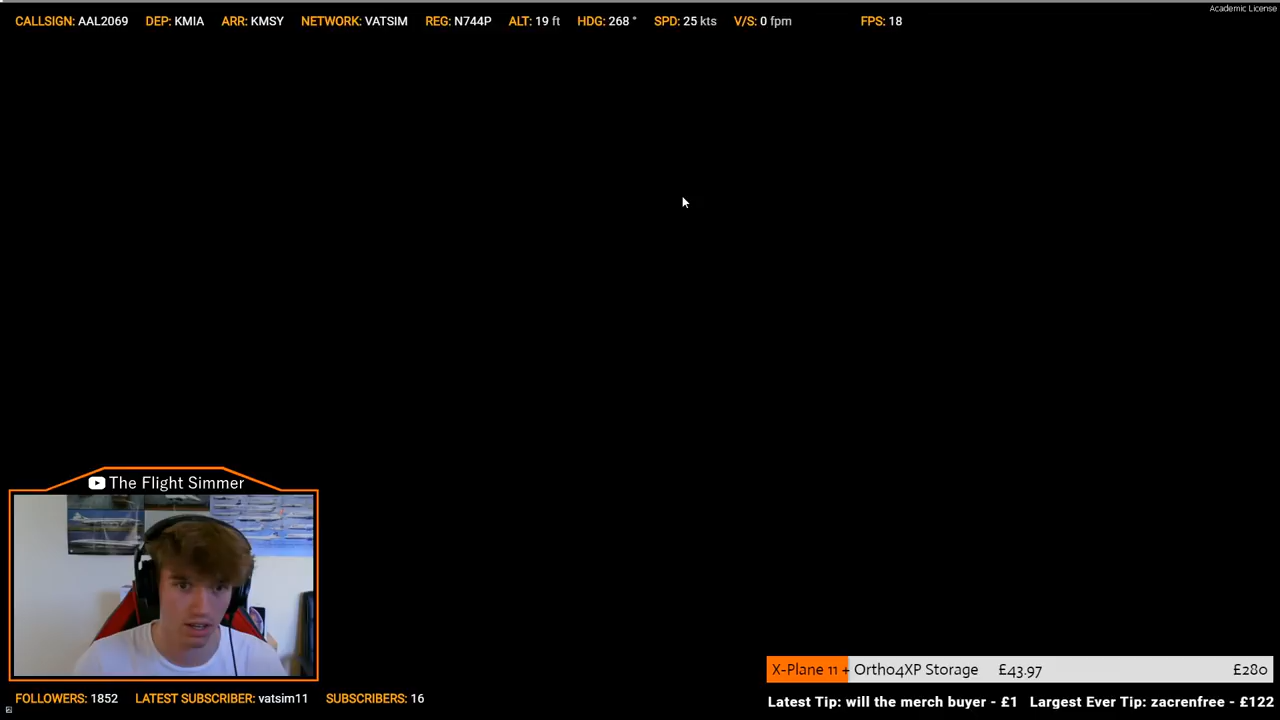 Academic License
CALLSIGN: AAL2069 DEP: KMIA ARR: KMSY NETWORK: VATSIM REG: N744P ALT: 19 ft HDG: 268 ° SPD: 25 kts V/S: 0 fpm FPS: 18
The Flight Simmer
X-Plane 11 + Ortho4XP Storage £43.97 £280
FOLLOWERS: 1852 LATEST SUBSCRIBER: vatsim11 SUBSCRIBERS: 16
Latest Tip: will the merch buyer - £1 Largest Ever Tip: zacrenfree - £122